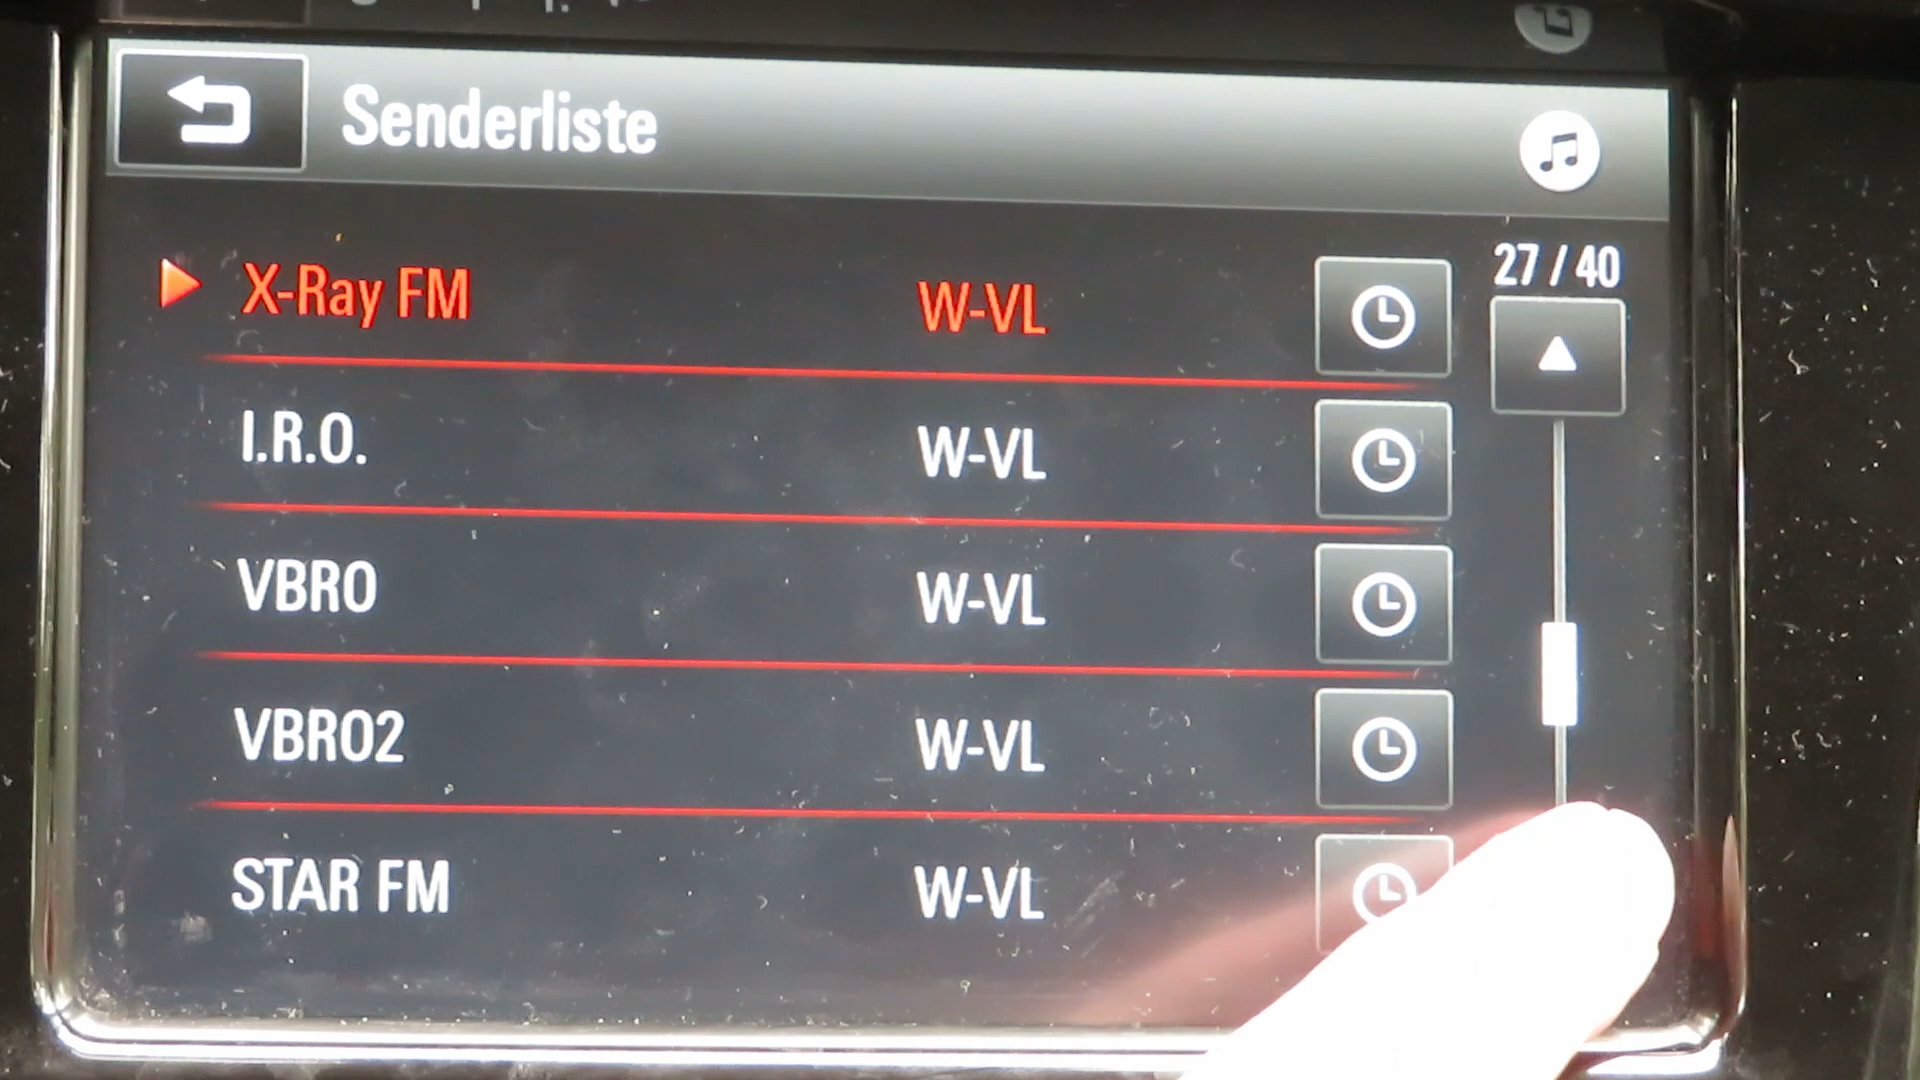 Senderliste
27 / 40
X-Ray FM W-VL
I.R.O. W-VL
VBRO W-VL
VBRO2 W-VL
STAR FM W-VL